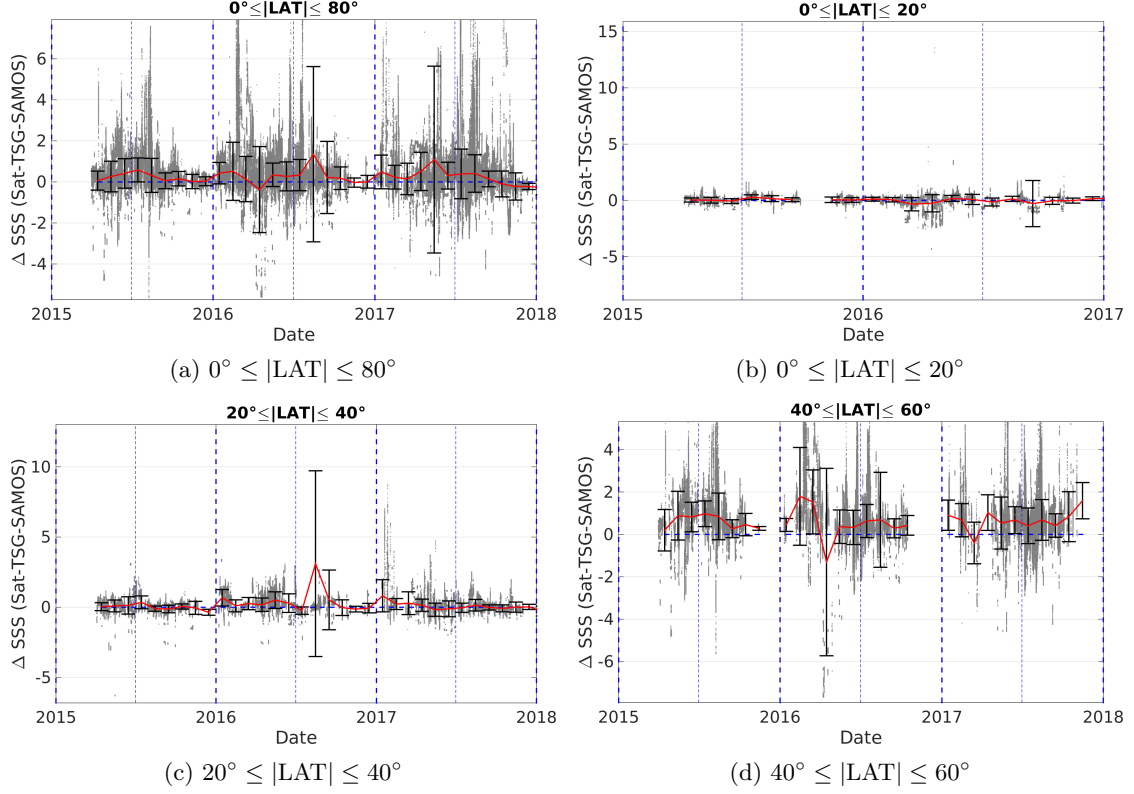 0°≤|LAT|≤ 80°
Δ SSS (Sat-TSG-SAMOS)
6
4
2
0
-2
-4
2015 2016 2017 2018
Date
(a) 0° ≤ |LAT| ≤ 80°
0°≤|LAT|≤ 20°
Δ SSS (Sat-TSG-SAMOS)
15
10
5
0
-5
2015 2016 2017
Date
(b) 0° ≤ |LAT| ≤ 20°
20°≤|LAT|≤ 40°
Δ SSS (Sat-TSG-SAMOS)
10
5
0
-5
2015 2016 2017 2018
Date
(c) 20° ≤ |LAT| ≤ 40°
40°≤|LAT|≤ 60°
Δ SSS (Sat-TSG-SAMOS)
4
2
0
-2
-4
-6
2015 2016 2017 2018
Date
(d) 40° ≤ |LAT| ≤ 60°